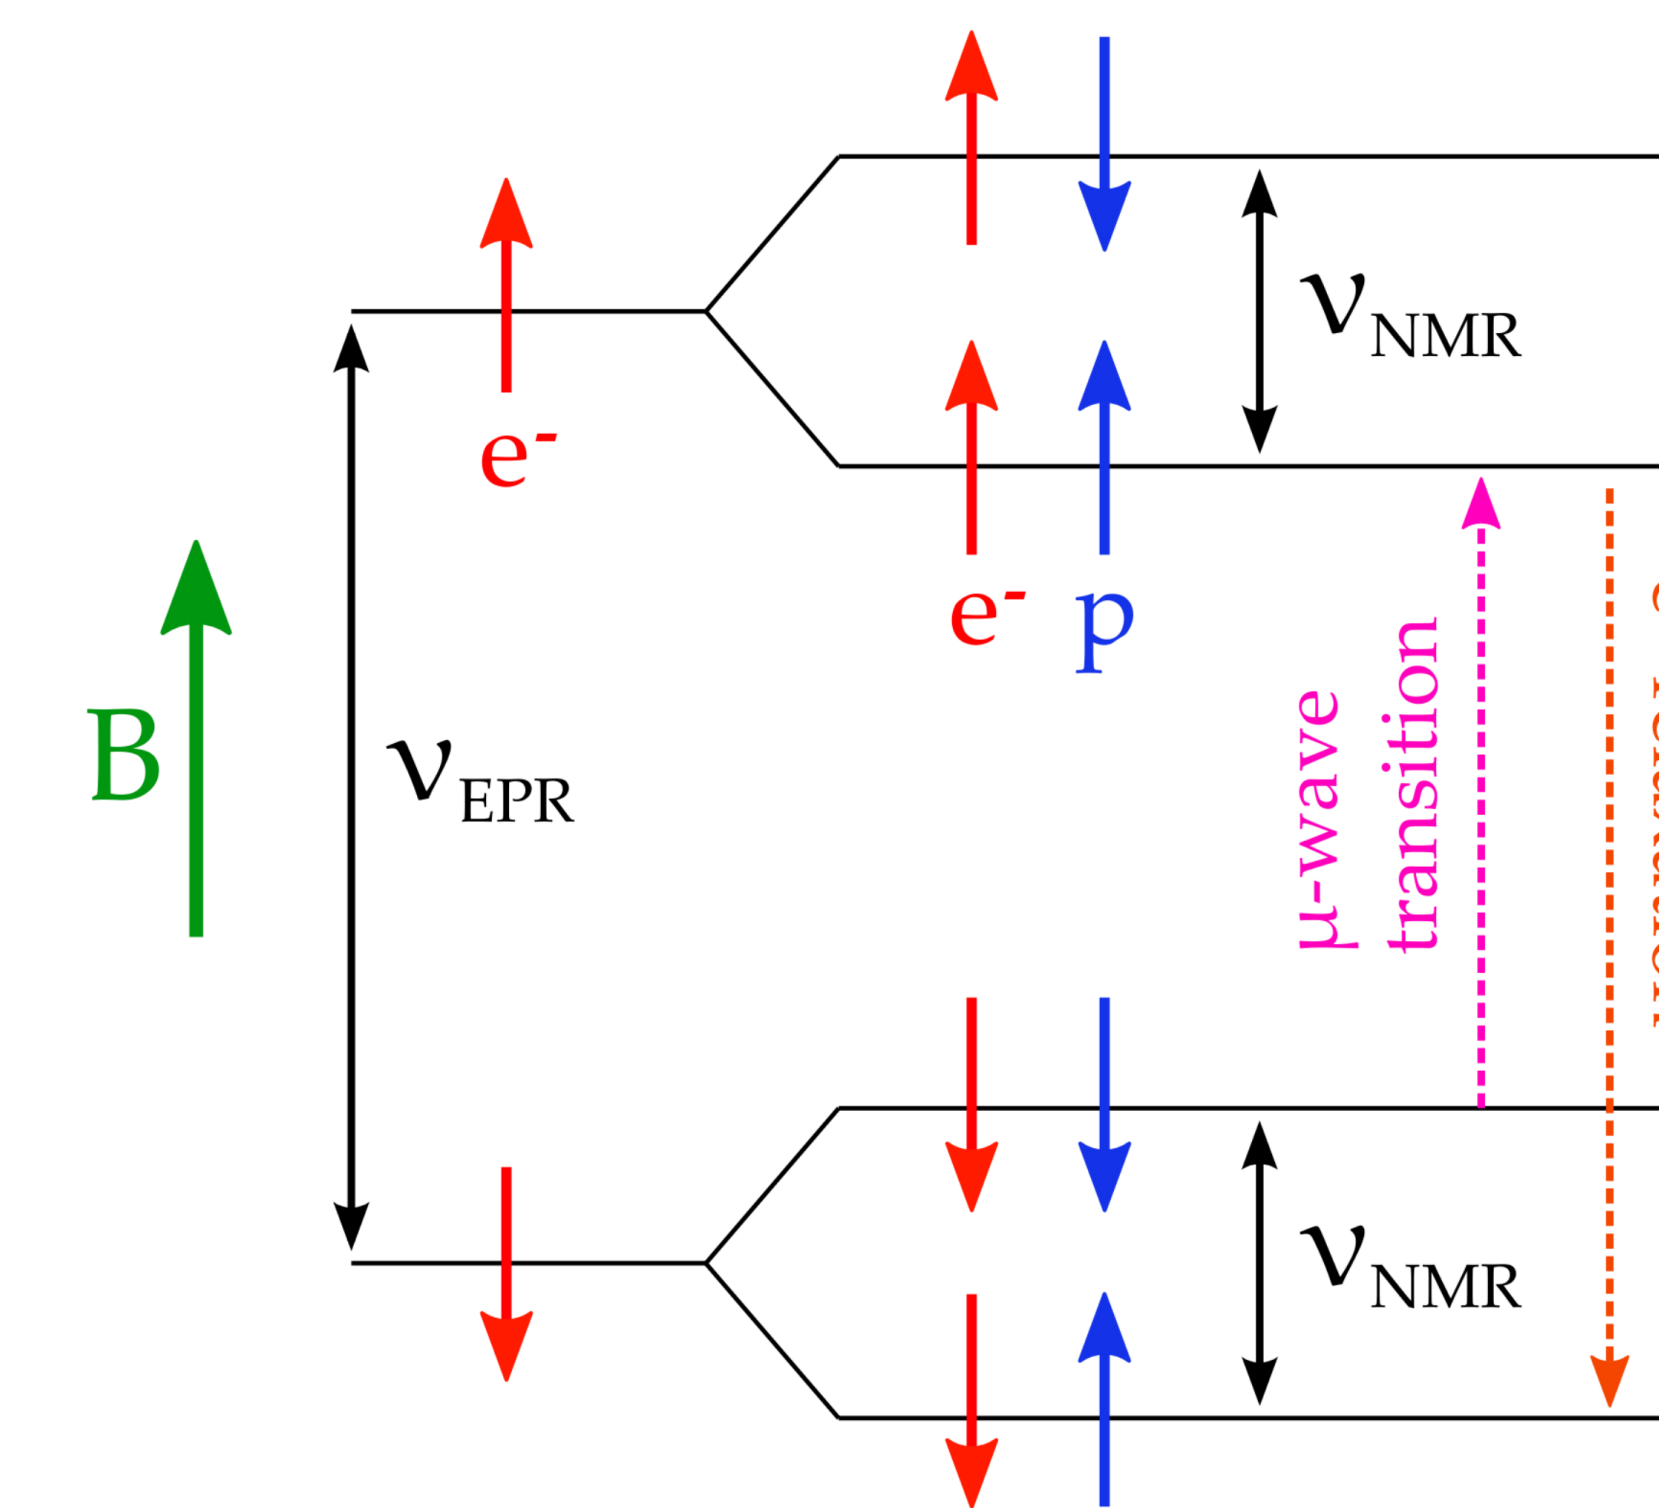 e-
νNMR
e- p
B
νEPR
μ-wave
transition
νNMR